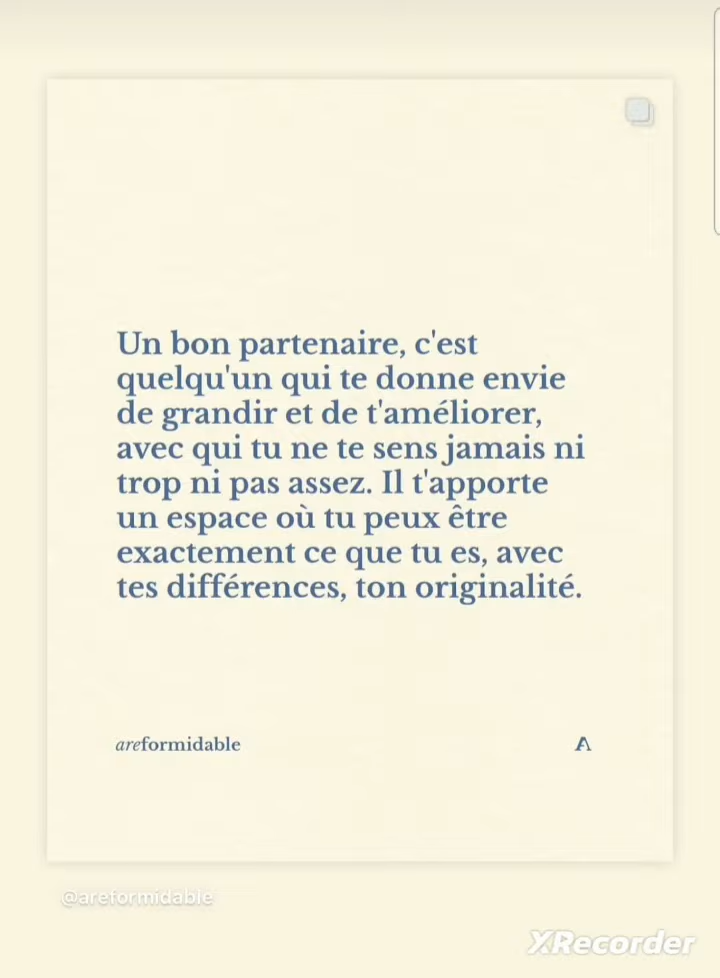 Un bon partenaire, c'est
quelqu'un qui te donne envie
de grandir et de t'améliorer,
avec qui tu ne te sens jamais ni
trop ni pas assez. Il t'apporte
un espace où tu peux être
exactement ce que tu es, avec
tes différences, ton originalité.
areformidable A
@areformidable
XRecorder